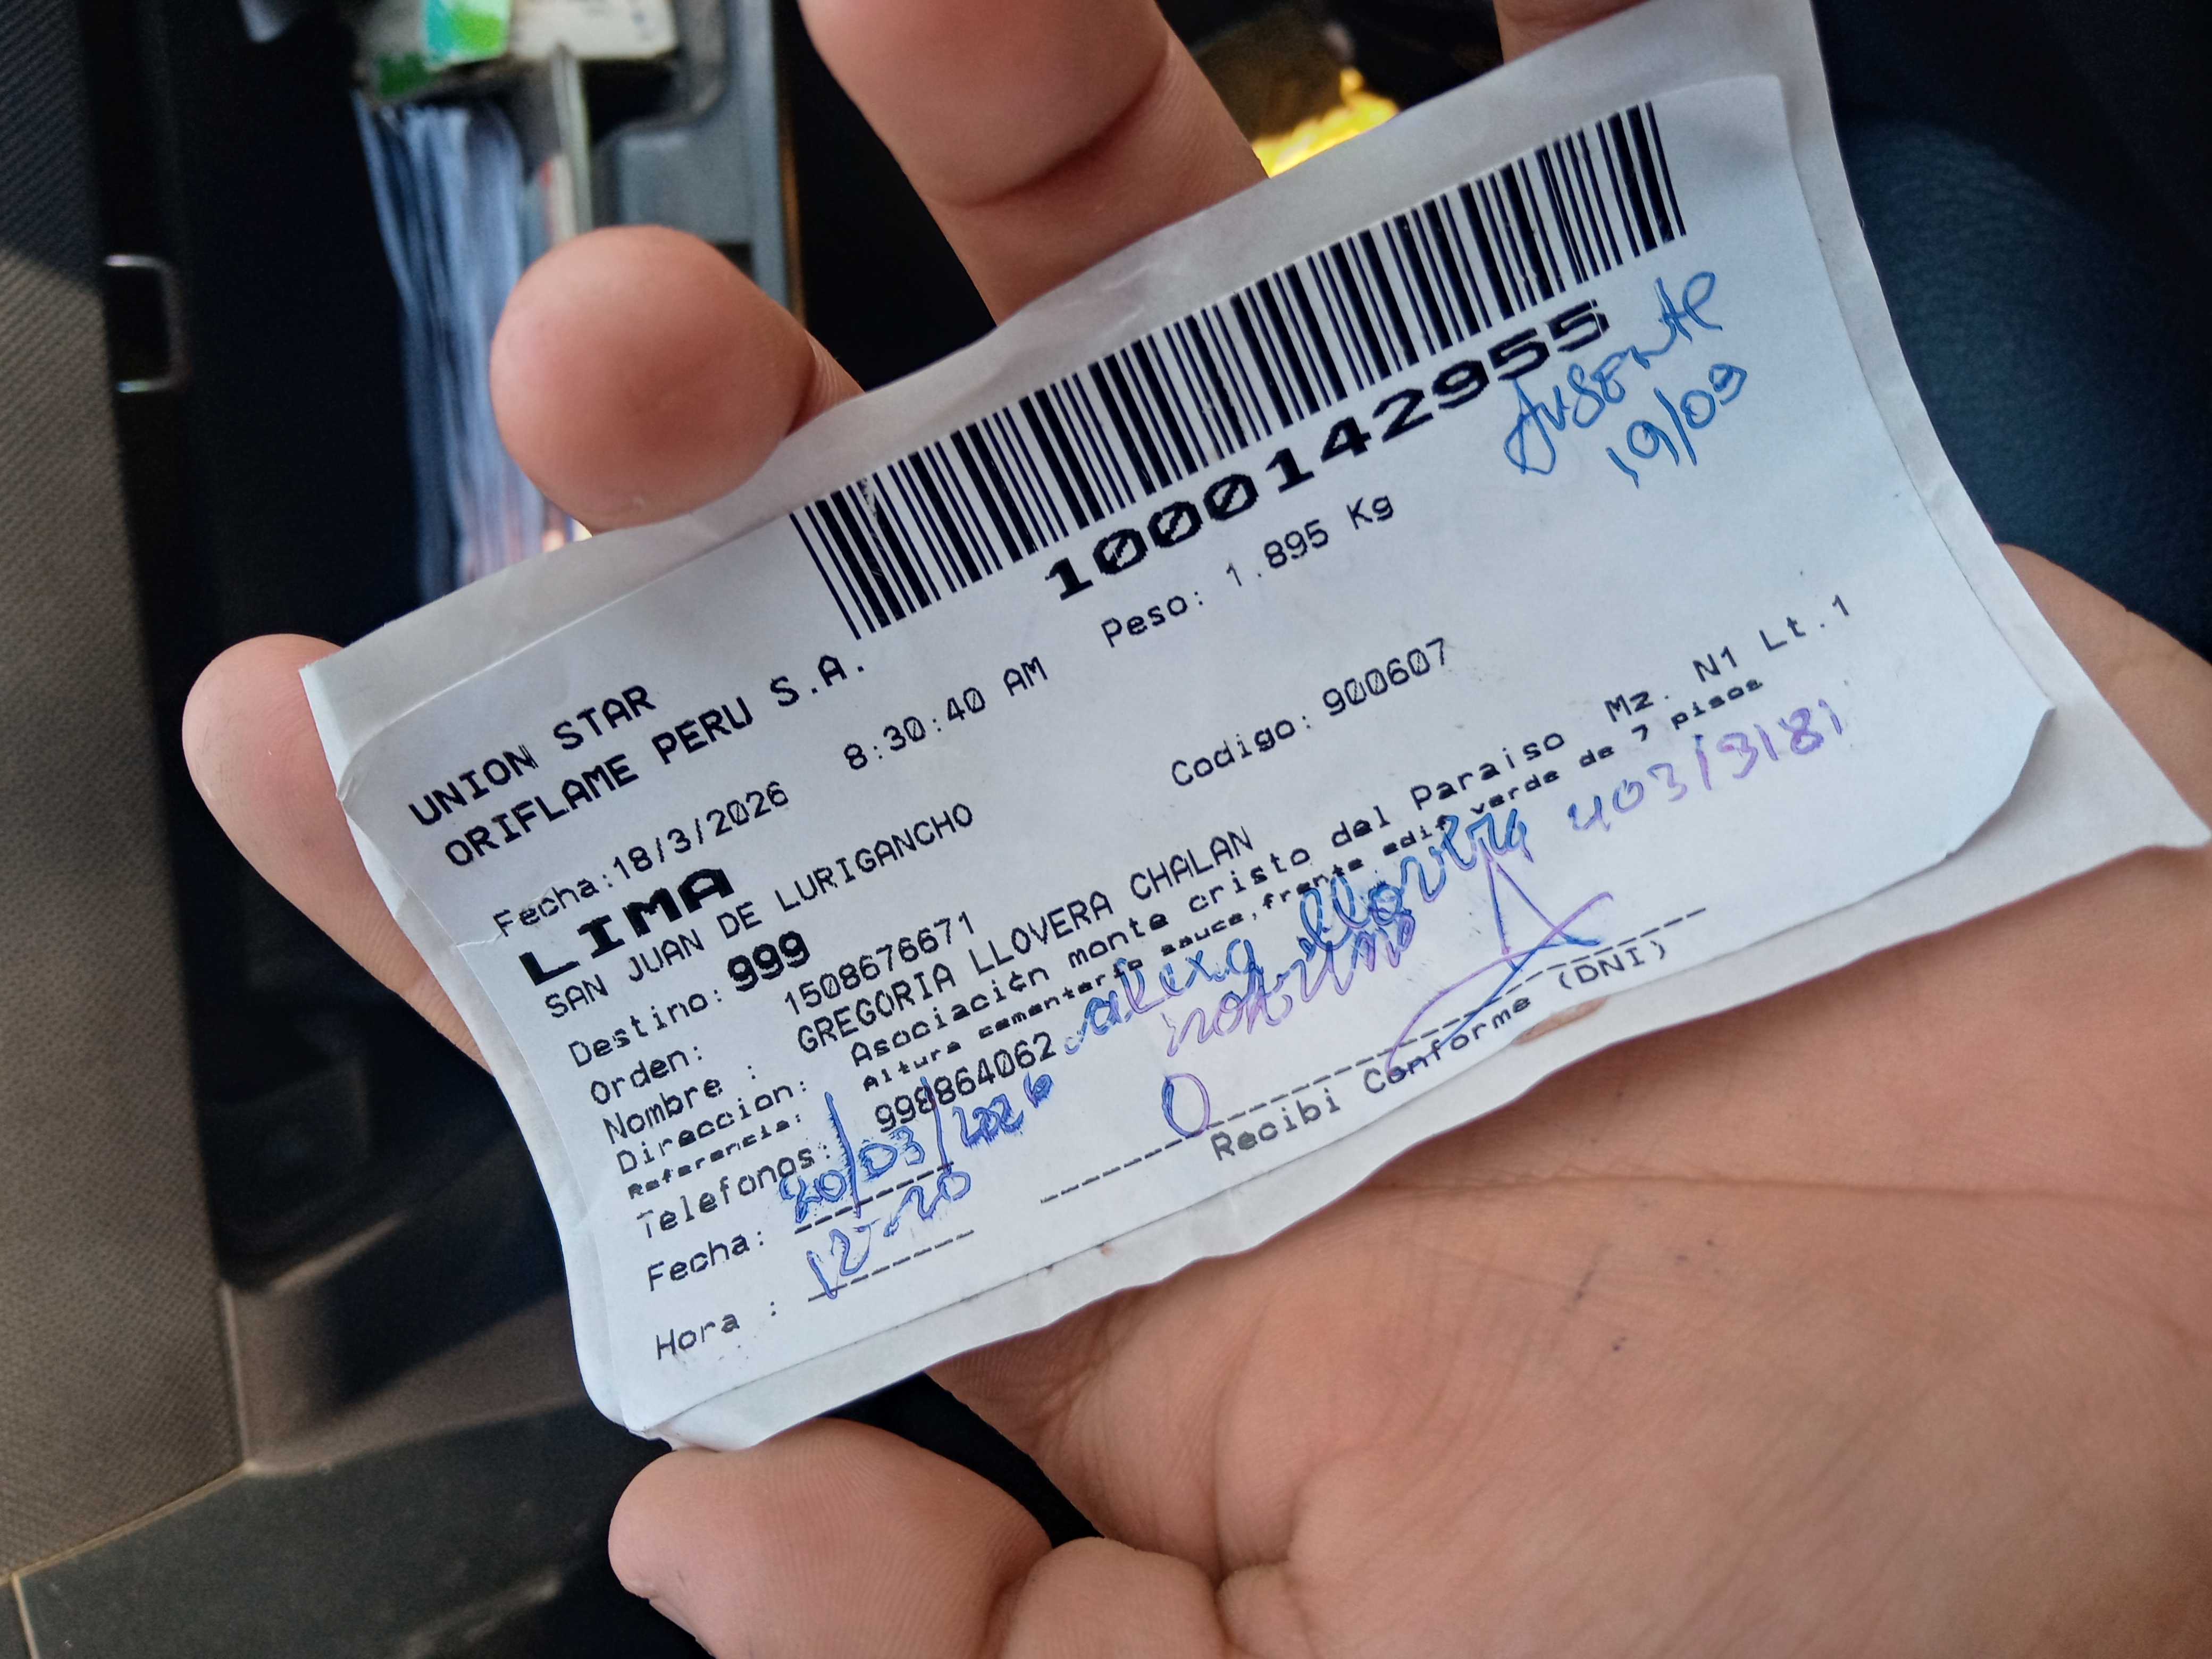 10001429555
Ausente
19/03
UNION STAR
ORIFLAME PERU S.A.
Fecha:18/3/2026 8:30:40 AM Peso: 1.895 Kg
LIMA
SAN JUAN DE LURIGANCHO
Destino: 999 Codigo: 900607
Orden: 1508676671
Nombre : GREGORIA LLOVERA CHALAN
Direccion: Asociación monte cristo del Paraiso Mz. N1 Lt.1
Referencia: Altura cementerio sauce,frente edif verde de 7 pisos
Telefonos: 998864062
alexa llovera 40313181
Fecha: 20/03/2026
Hora : 12-20
Recibi Conforme (DNI)